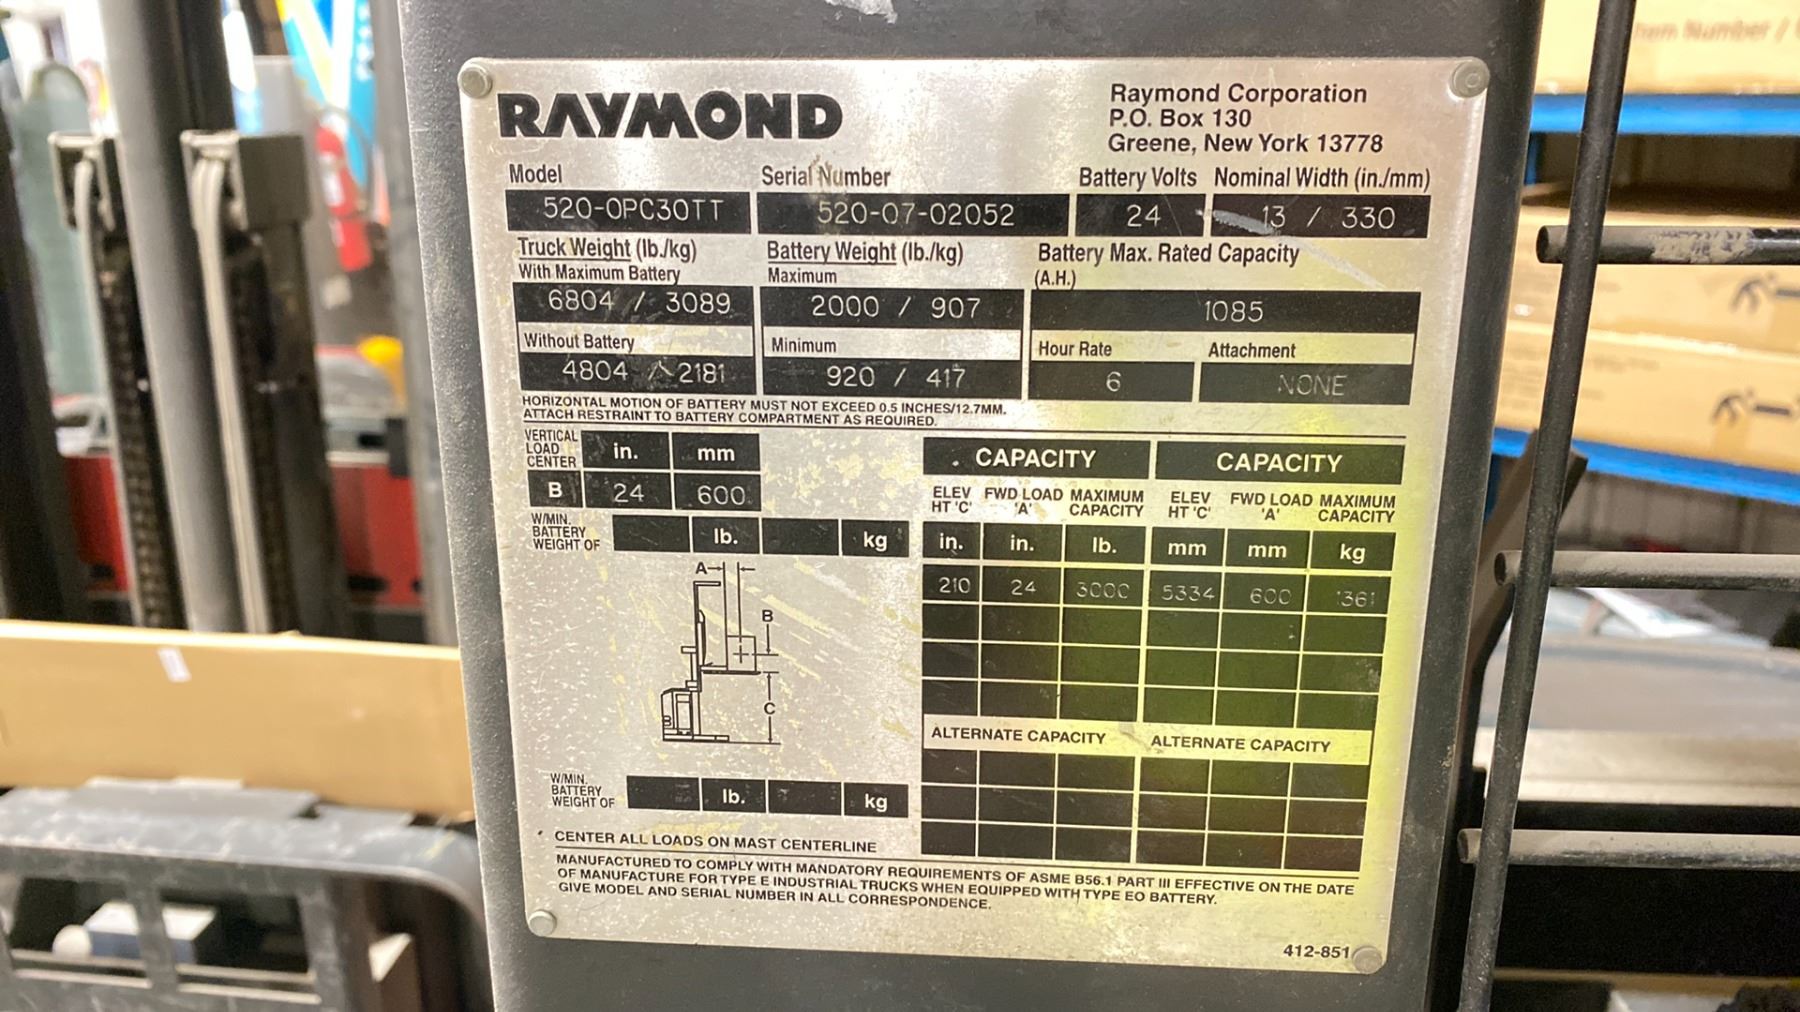 RAYMOND
Raymond Corporation
P.O. Box 130
Greene, New York 13778
Model Serial Number Battery Volts Nominal Width (in./mm)
520-OPC30TT 520-07-02052 24 13 / 330
Truck Weight (lb./kg) Battery Weight (lb./kg) Battery Max. Rated Capacity
With Maximum Battery Maximum (A.H.)
6804 / 3089 2000 / 907 1085
Without Battery Minimum Hour Rate Attachment
4804 / 2181 920 / 417 6 NONE
HORIZONTAL MOTION OF BATTERY MUST NOT EXCEED 0.5 INCHES/12.7MM.
ATTACH RESTRAINT TO BATTERY COMPARTMENT AS REQUIRED.
VERTICAL
LOAD
CENTER
in. mm
B 24 600
W/MIN.
BATTERY
WEIGHT OF
lb. kg
CAPACITY CAPACITY
ELEV FWD LOAD MAXIMUM ELEV FWD LOAD MAXIMUM
HT 'C' 'A' CAPACITY HT 'C' 'A' CAPACITY
in. in. lb. mm mm kg
210 24 3000 5334 600 1361
A
B
C
B
ALTERNATE CAPACITY ALTERNATE CAPACITY
W/MIN.
BATTERY
WEIGHT OF
lb. kg
CENTER ALL LOADS ON MAST CENTERLINE
MANUFACTURED TO COMPLY WITH MANDATORY REQUIREMENTS OF ASME B56.1 PART III EFFECTIVE ON THE DATE
OF MANUFACTURE FOR TYPE E INDUSTRIAL TRUCKS WHEN EQUIPPED WITH TYPE EO BATTERY.
GIVE MODEL AND SERIAL NUMBER IN ALL CORRESPONDENCE.
412-851
Item Number /